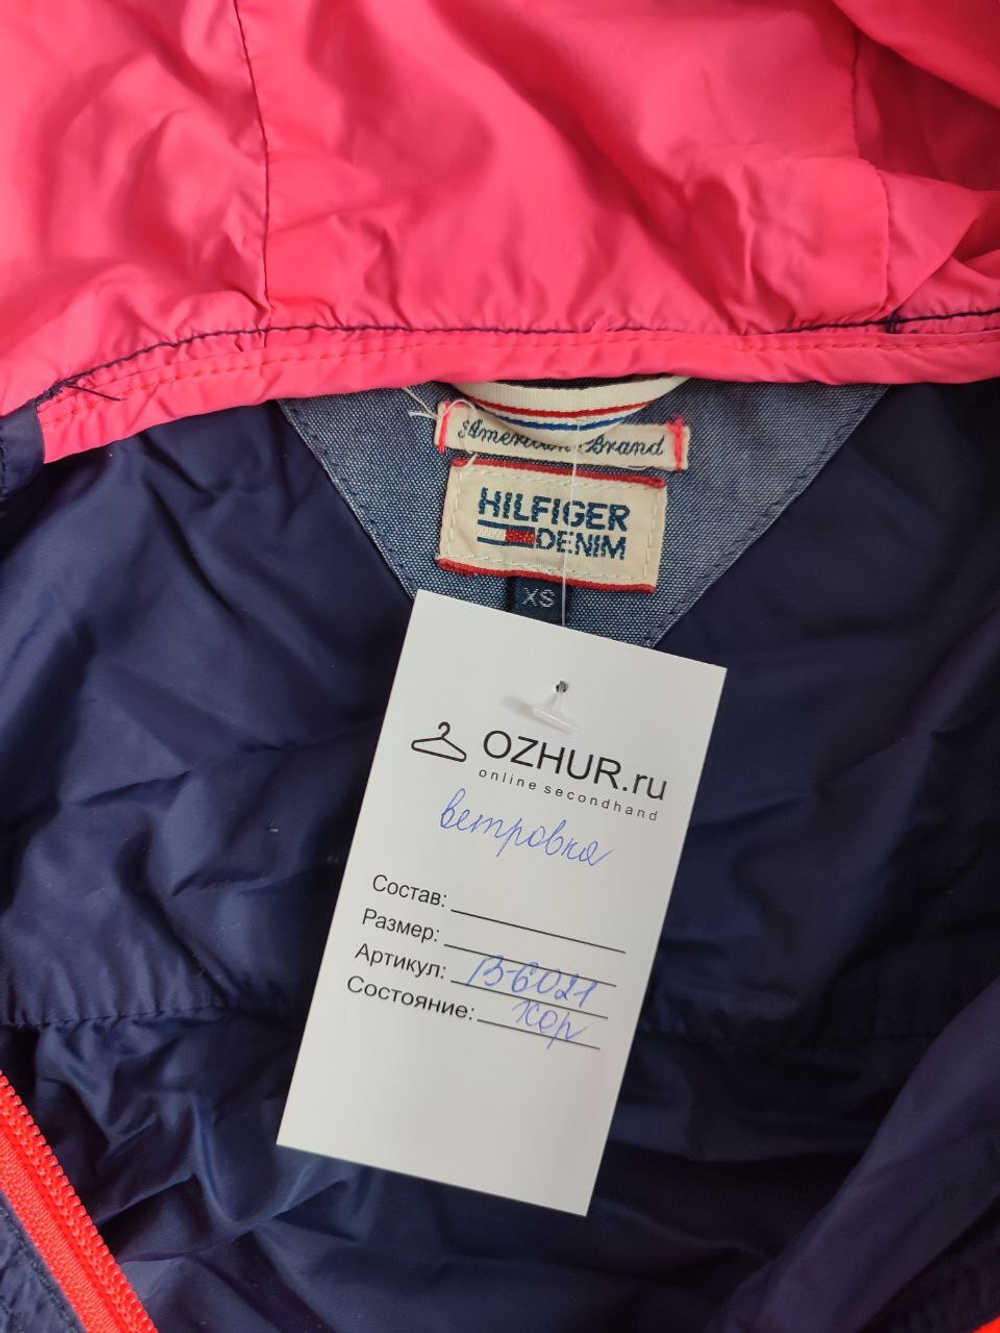 American Brand
HILFIGER
DENIM
XS
OZHUR.ru
online secondhand
ветровка
Состав:
Размер:
Артикул: В-6021
Состояние: хор